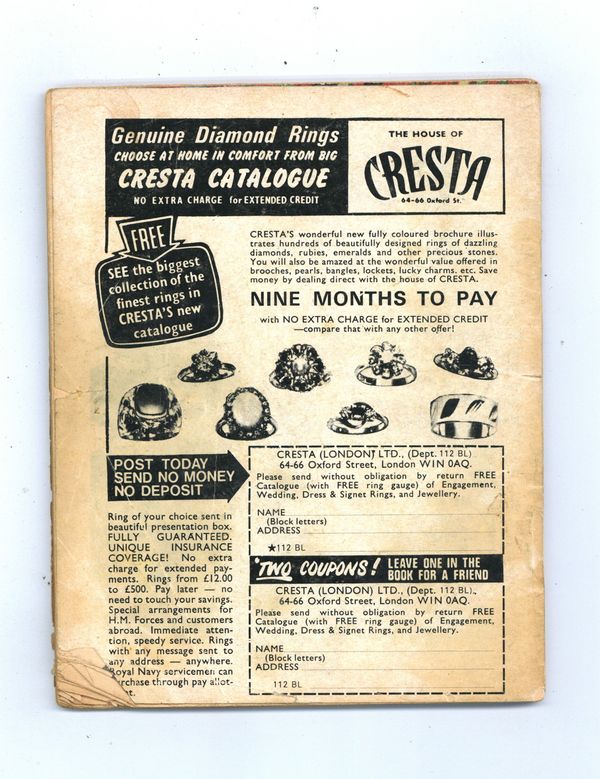 Genuine Diamond Rings
CHOOSE AT HOME IN COMFORT FROM BIG
CRESTA CATALOGUE
NO EXTRA CHARGE for EXTENDED CREDIT
THE HOUSE OF
CRESTA
64-66 Oxford St.
FREE
SEE the biggest
collection of the
finest rings in
CRESTA'S new
catalogue
CRESTA'S wonderful new fully coloured brochure illus-
trates hundreds of beautifully designed rings of dazzling
diamonds, rubies, emeralds and other precious stones.
You will also be amazed at the wonderful value offered in
brooches, pearls, bangles, lockets, lucky charms. etc. Save
money by dealing direct with the house of CRESTA.
NINE MONTHS TO PAY
with NO EXTRA CHARGE for EXTENDED CREDIT
—compare that with any other offer!
POST TODAY
SEND NO MONEY
NO DEPOSIT
Ring of your choice sent in
beautiful presentation box.
FULLY GUARANTEED.
UNIQUE INSURANCE
COVERAGE! No extra
charge for extended pay-
ments. Rings from £12.00
to £500. Pay later — no
need to touch your savings.
Special arrangements for
H.M. Forces and customers
abroad. Immediate atten-
tion, speedy service. Rings
with any message sent to
any address — anywhere.
Royal Navy servicemen can
purchase through pay allot-
CRESTA (LONDON) LTD., (Dept. 112 BL)
64-66 Oxford Street, London W1N 0AQ.
Please send without obligation by return FREE
Catalogue (with FREE ring gauge) of Engagement,
Wedding, Dress & Signet Rings, and Jewellery.
NAME
(Block letters)
ADDRESS
★112 BL
TWO COUPONS! LEAVE ONE IN THE
BOOK FOR A FRIEND
CRESTA (LONDON) LTD., (Dept. 112 BL).,
64-66 Oxford Street, London W1N 0AQ.
Please send without obligation by return FREE
Catalogue (with FREE ring gauge) of Engagement,
Wedding, Dress & Signet Rings, and Jewellery.
NAME
(Block letters)
ADDRESS
112 BL